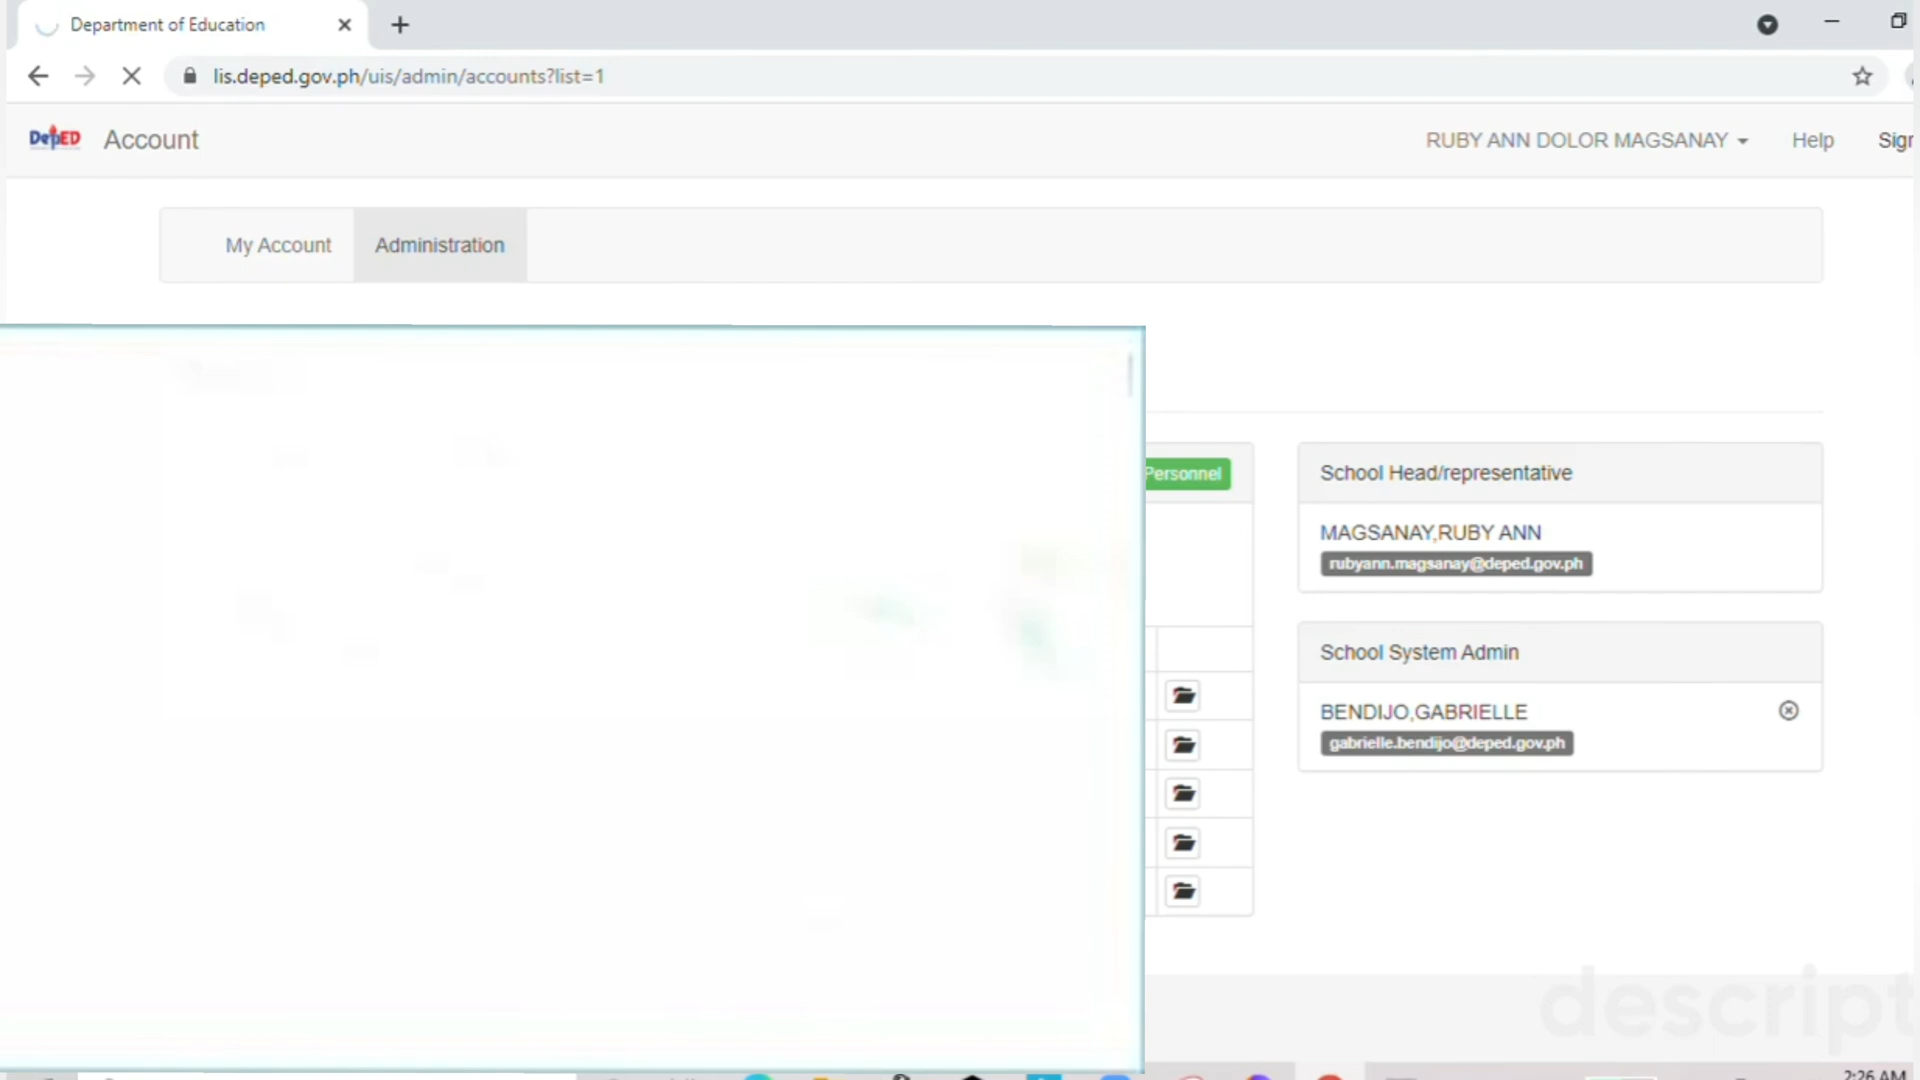 Department of Education
lis.deped.gov.ph/uis/admin/accounts?list=1
DepED Account
RUBY ANN DOLOR MAGSANAY Help Sign
My Account Administration
Personnel
School Head/representative
MAGSANAY,RUBY ANN
rubyann.magsanay@deped.gov.ph
School System Admin
BENDIJO,GABRIELLE
gabrielle.bendijo@deped.gov.ph
descript
2:26 AM